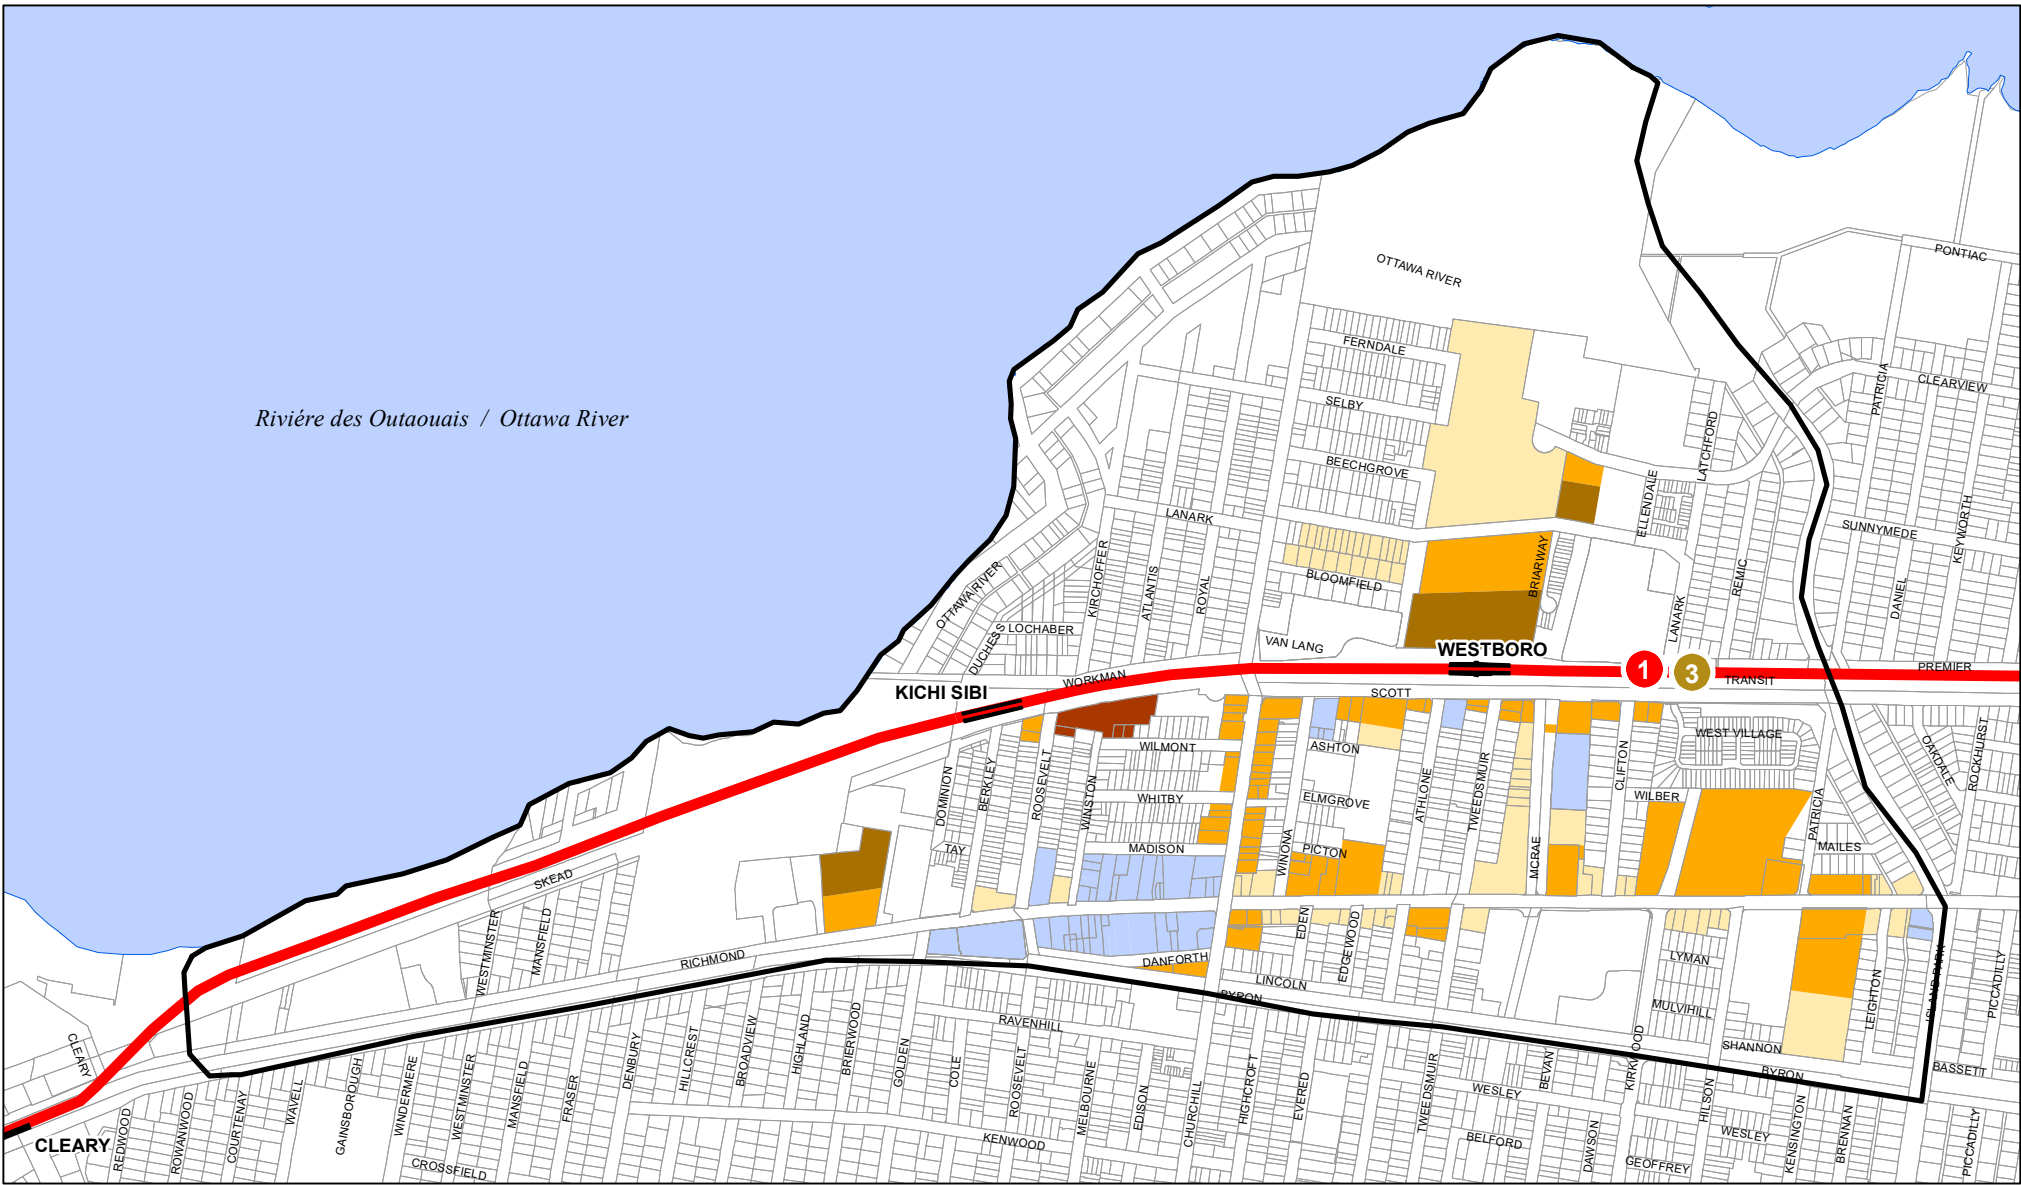 PONTIAC
OTTAWA RIVER
FERNDALE
CLEARVIEW
PATRICIA
SELBY
Riviére des Outaouais / Ottawa River
LATCHFORD
BEECHGROVE
ELLENDALE
LANARK
SUNNYMEDE
KEYWORTH
BRIARWAY
BLOOMFIELD
KIRCHOFFER
ATLANTIS
ROYAL
REMIC
DANIEL
OTTAWA RIVER
LOCHABER
DUCHESS
LANARK
VAN LANG
WESTBORO
1
3
PREMIER
TRANSIT
WORKMAN
KICHI SIBI
SCOTT
WEST VILLAGE
WILMONT
ASHTON
OAKDALE
ROCKHURST
CLIFTON
DOMINION
BERKLEY
ROOSEVELT
WINSTON
WHITBY
ELMGROVE
ATHLONE
TWEEDSMUIR
WILBER
PATRICIA
TAY
MADISON
WINONA
PICTON
MCRAE
MAILES
SKEAD
WESTMINSTER
MANSFIELD
RICHMOND
DANFORTH
EDEN
EDGEWOOD
LINCOLN
LYMAN
LEIGHTON
ISLAND PARK
PICCADILLY
BYRON
MULVIHILL
RAVENHILL
CLEARY
SHANNON
BYRON
BASSETT
KIRKWOOD
BEVAN
WESLEY
DENBURY
HILLCREST
BROADVIEW
HIGHLAND
BRIERWOOD
GOLDEN
COLE
ROOSEVELT
MELBOURNE
EDISON
CHURCHILL
HIGHCROFT
EVERED
TWEEDSMUIR
HILSON
WESLEY
KENSINGTON
BRENNAN
PICCADILLY
CLEARY
REDWOOD
ROWANWOOD
COURTENAY
WAVELL
GAINSBOROUGH
WINDERMERE
WESTMINSTER
MANSFIELD
FRASER
KENWOOD
BELFORD
DAWSON
GEOFFREY
CROSSFIELD